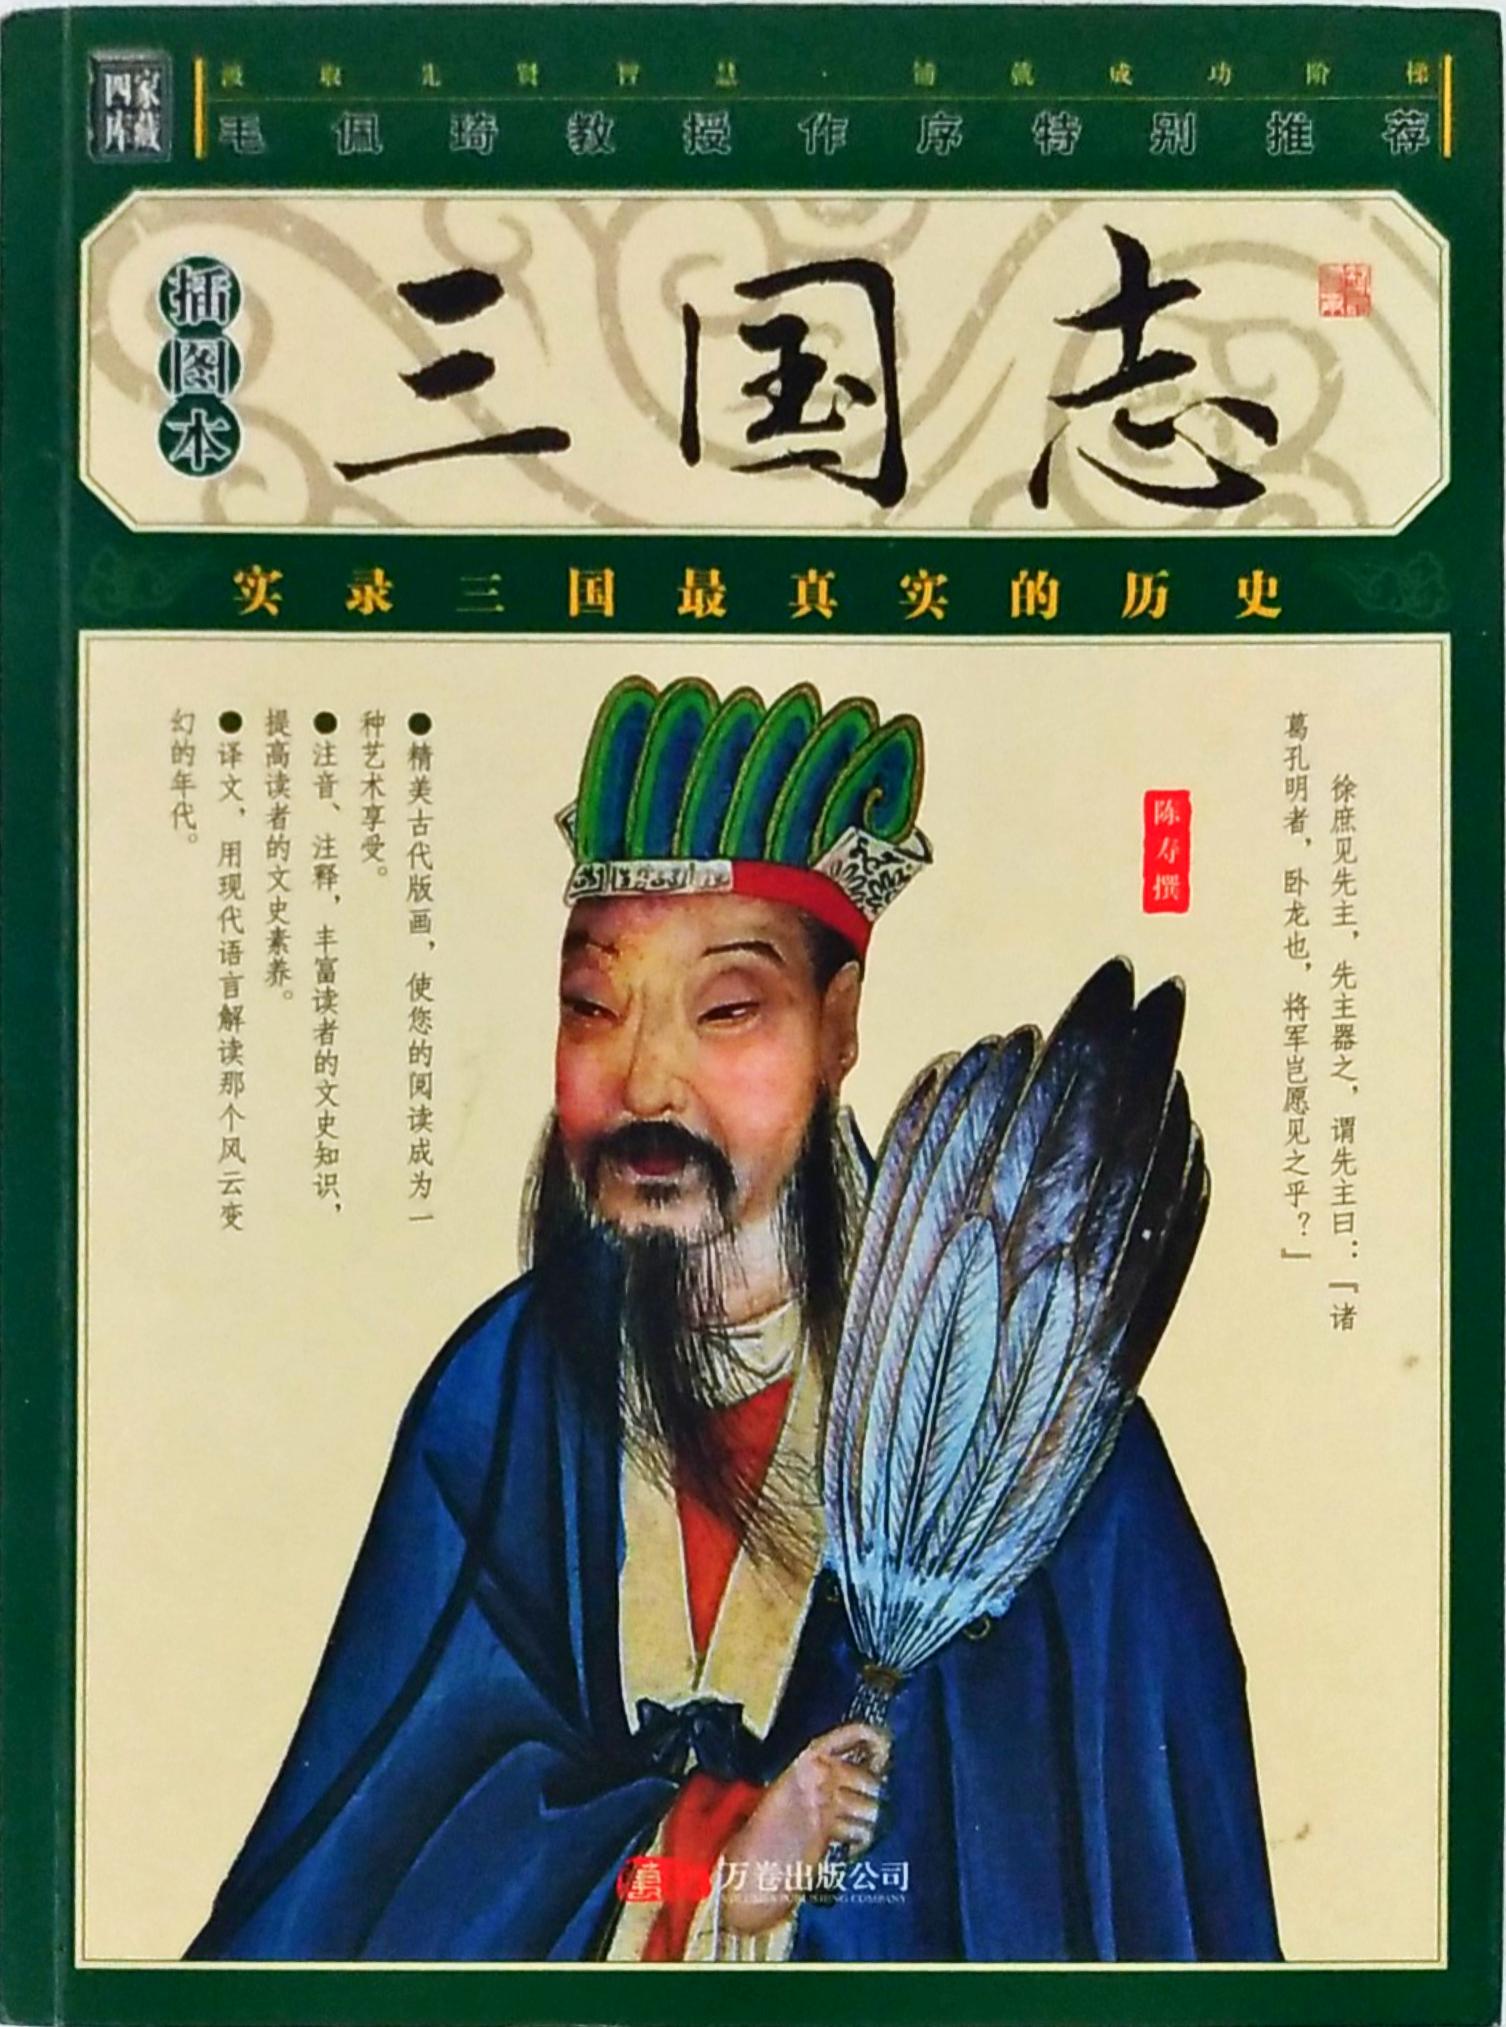 家藏
四库
汲取先贤智慧·铺就成功阶梯
毛佩琦教授作序特别推荐
插图本
三国志
实录三国最真实的历史
徐庶见先主，先主器之，谓先主曰：『诸
葛孔明者，卧龙也，将军岂愿见之乎？』
陈寿撰
●精美古代版画，使您的阅读成为一
种艺术享受。
●注音、注释，丰富读者的文史知识，
提高读者的文史素养。
●译文，用现代语言解读那个风云变
幻的年代。
万卷出版公司
VOLUMES PUBLISHING COMPANY